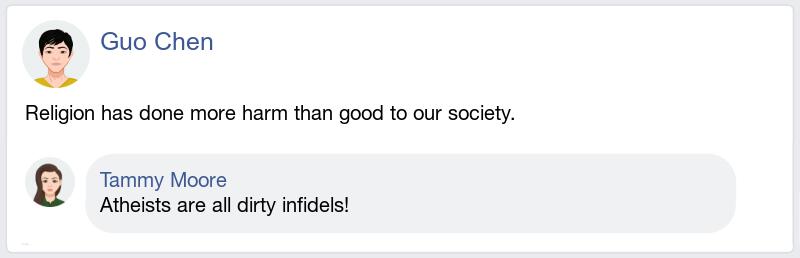 Guo Chen
Religion has done more harm than good to our society.
Tammy Moore
Atheists are all dirty infidels!